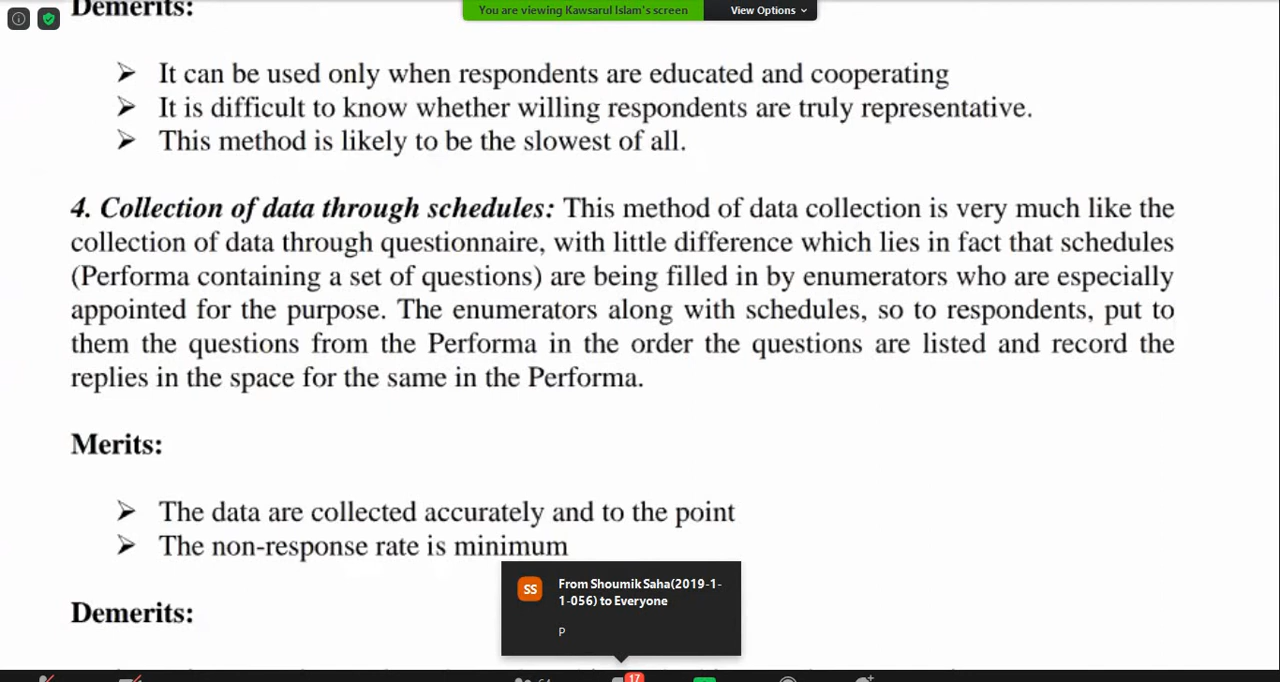 Demerits:
You are viewing Kawsarul Islam's screen
View Options
➢ It can be used only when respondents are educated and cooperating
➢ It is difficult to know whether willing respondents are truly representative.
➢ This method is likely to be the slowest of all.
4. Collection of data through schedules: This method of data collection is very much like the
collection of data through questionnaire, with little difference which lies in fact that schedules
(Performa containing a set of questions) are being filled in by enumerators who are especially
appointed for the purpose. The enumerators along with schedules, so to respondents, put to
them the questions from the Performa in the order the questions are listed and record the
replies in the space for the same in the Performa.
Merits:
➢ The data are collected accurately and to the point
➢ The non-response rate is minimum
SS
From Shoumik Saha(2019-1-
1-056) to Everyone
P
Demerits:
17